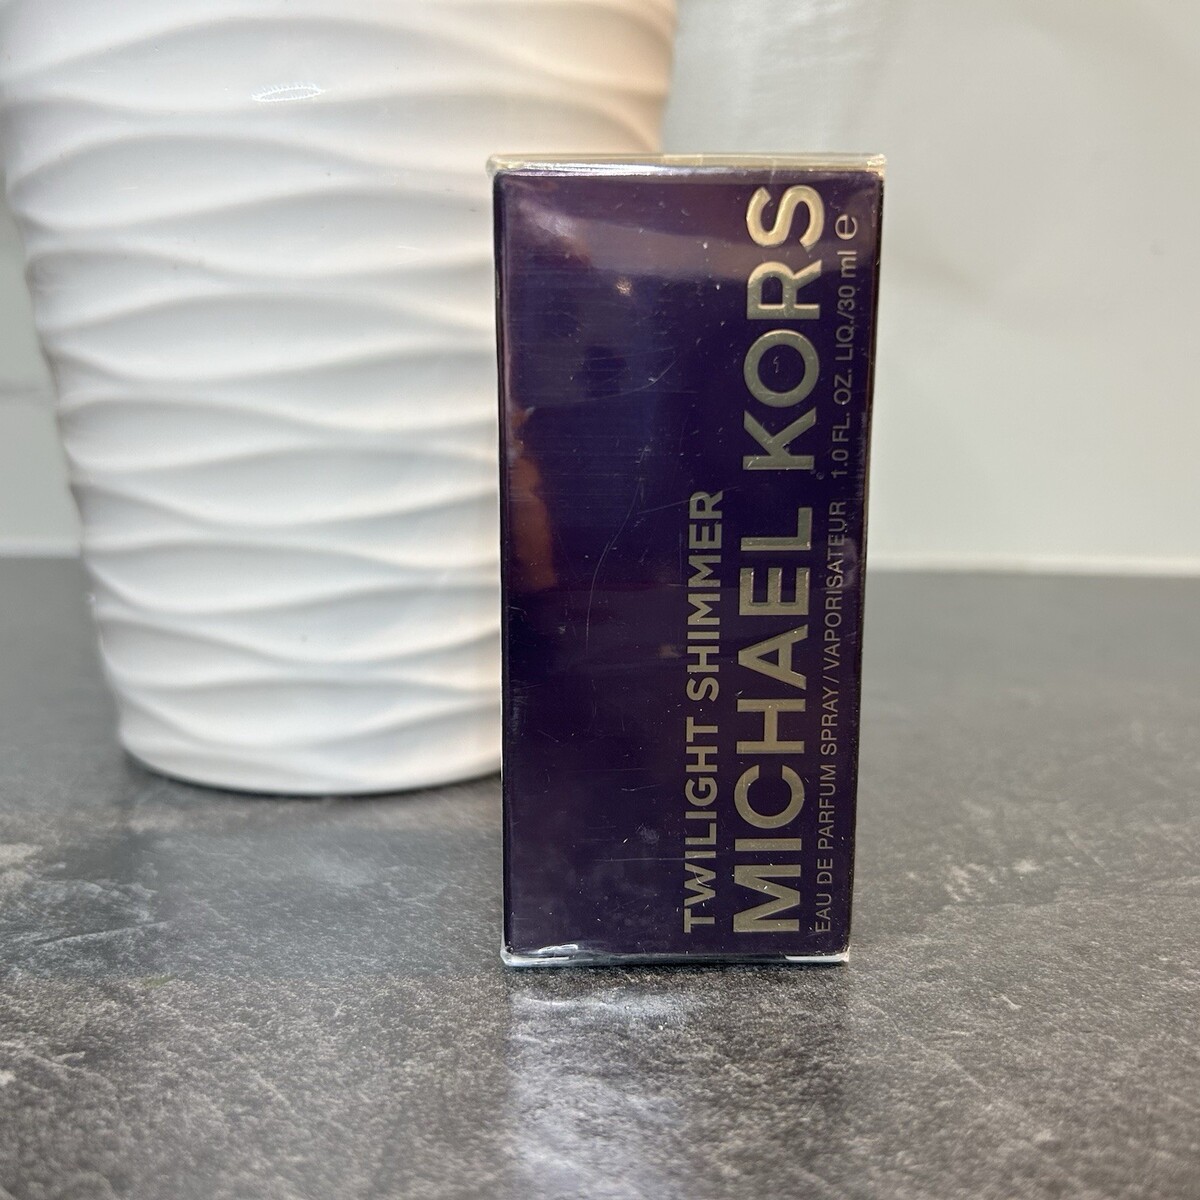 TWILIGHT SHIMMER
MICHAEL KORS
EAU DE PARFUM SPRAY / VAPORISATEUR 1.0 FL. OZ. LIQ./30 ml ℮